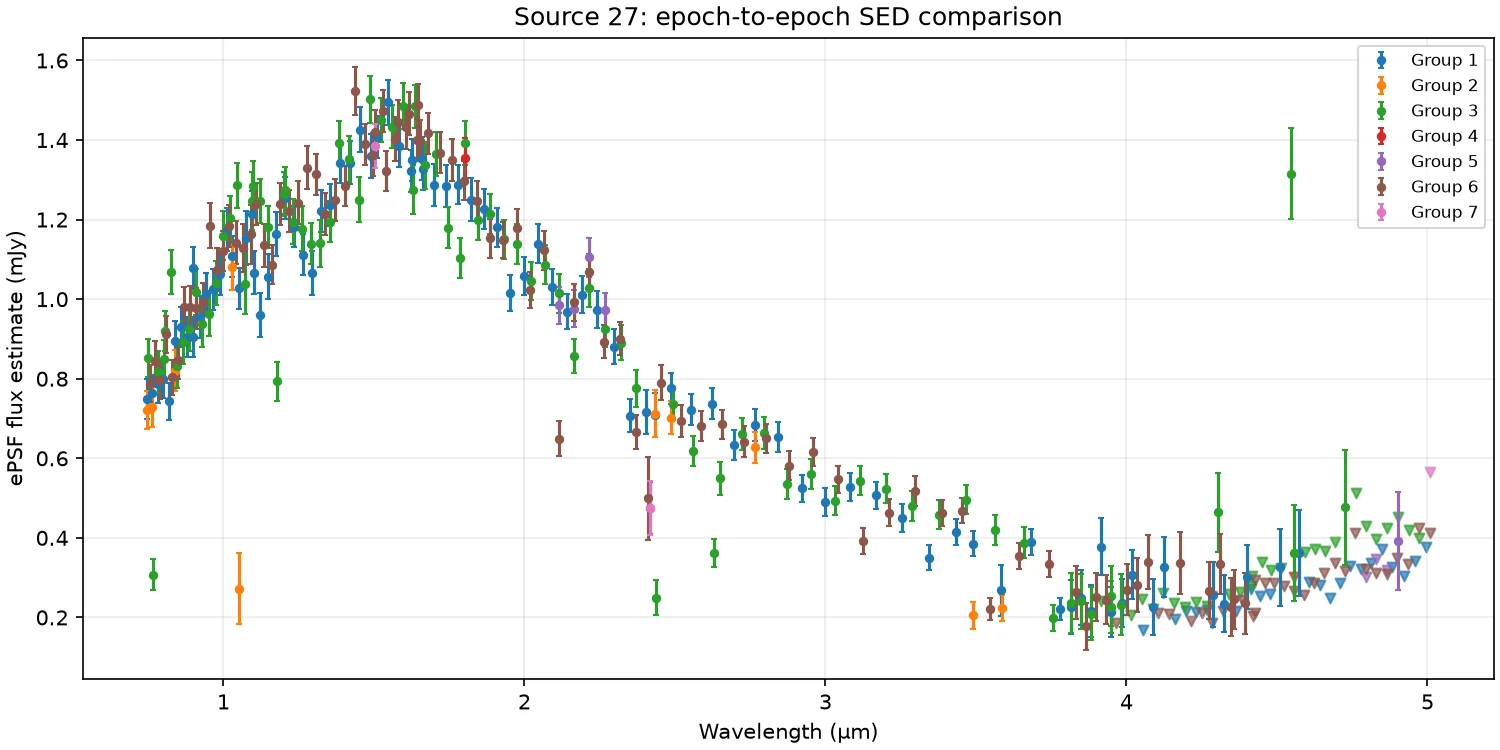 Source 27: epoch-to-epoch SED comparison
ePSF flux estimate (mJy)
1.6
1.4
1.2
1.0
0.8
0.6
0.4
0.2
Group 1
Group 2
Group 3
Group 4
Group 5
Group 6
Group 7
1 2 3 4 5
Wavelength (μm)